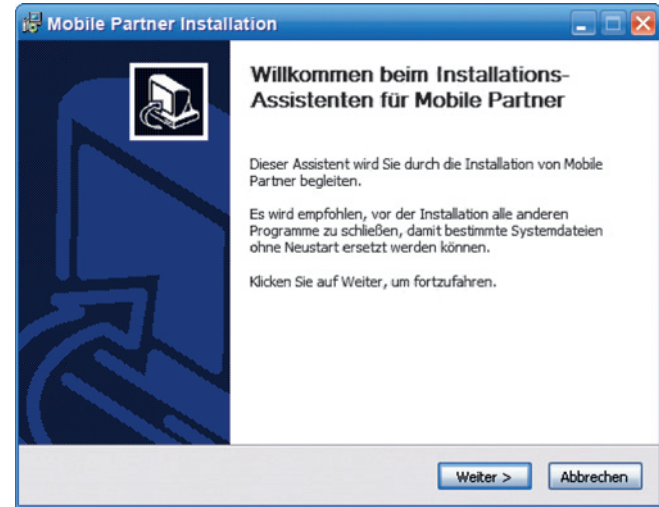 Mobile Partner Installation
Willkommen beim Installations-
Assistenten für Mobile Partner
Dieser Assistent wird Sie durch die Installation von Mobile
Partner begleiten.
Es wird empfohlen, vor der Installation alle anderen
Programme zu schließen, damit bestimmte Systemdateien
ohne Neustart ersetzt werden können.
Klicken Sie auf Weiter, um fortzufahren.
Weiter >
Abbrechen